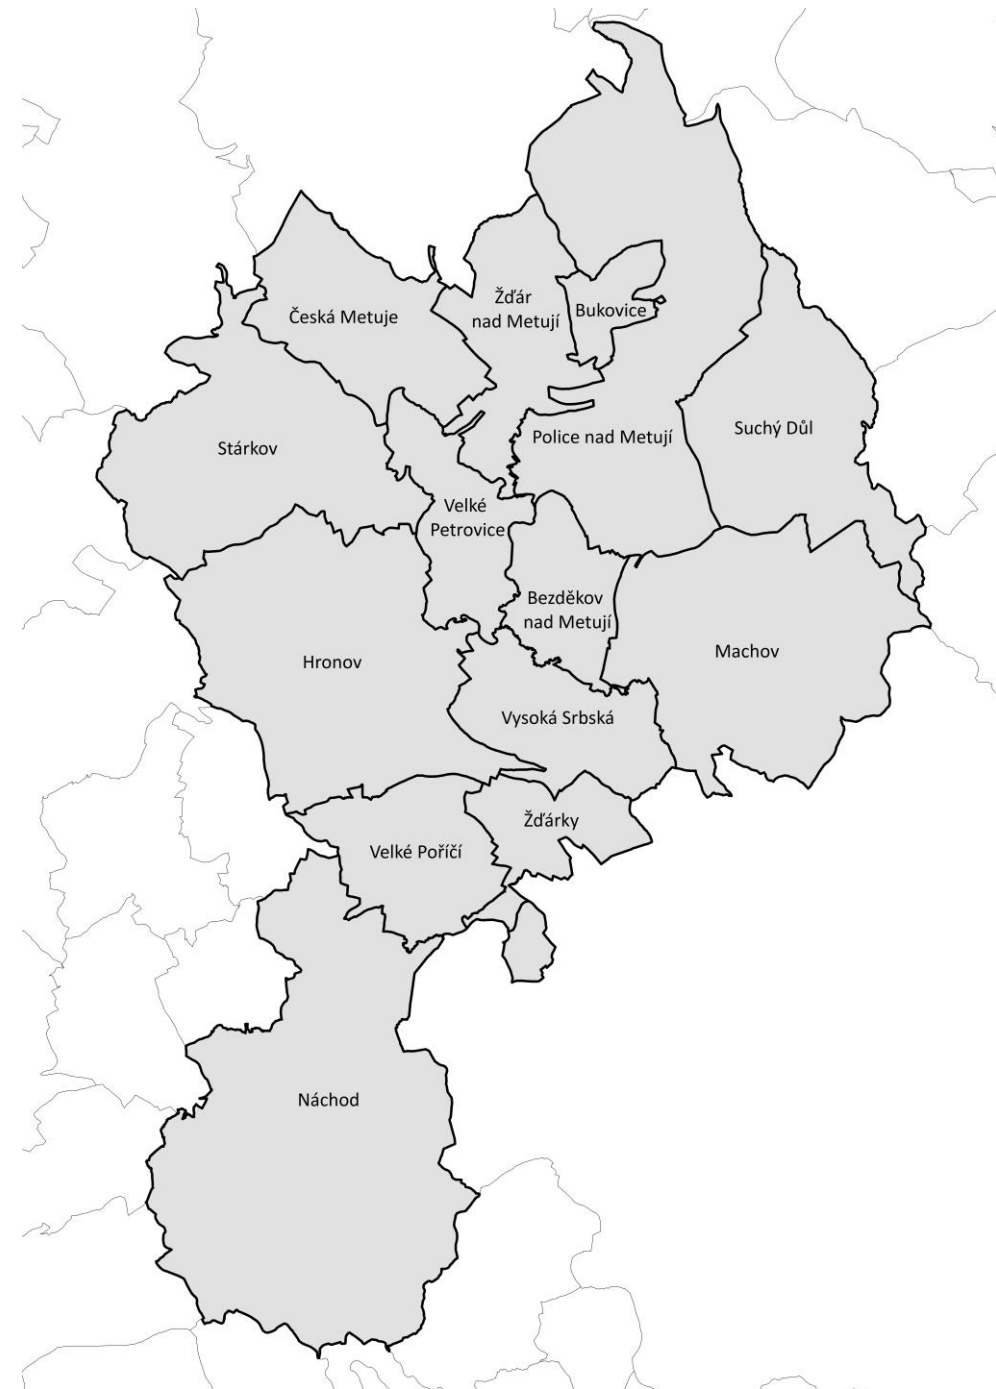 Česká Metuje
Žďár
nad Metují
Bukovice
Stárkov
Police nad Metují
Suchý Důl
Velké
Petrovice
Bezděkov
nad Metují
Hronov
Machov
Vysoká Srbská
Žďárky
Velké Poříčí
Náchod